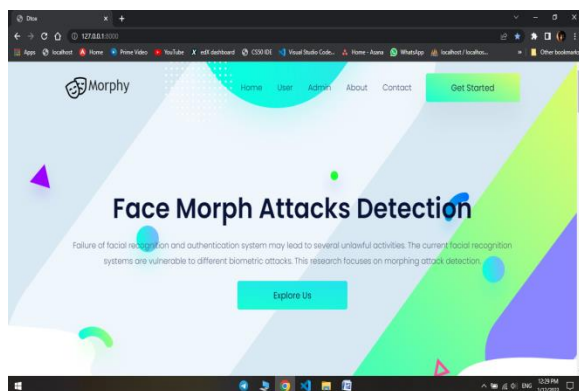 Dtox
127.0.0.1:8000
Apps localhost Home Prime Video YouTube edX dashboard CS50 IDE Visual Studio Code... Home - Asana WhatsApp localhost / localhos... » Other bookmarks
Morphy Home User Admin About Contact Get Started
Face Morph Attacks Detection
Failure of facial recognition and authentication system may lead to several unlawful activities. The current facial recognition
systems are vulnerable to different biometric attacks. This research focuses on morphing attack detection.
Explore Us
ENG 12:29 PM